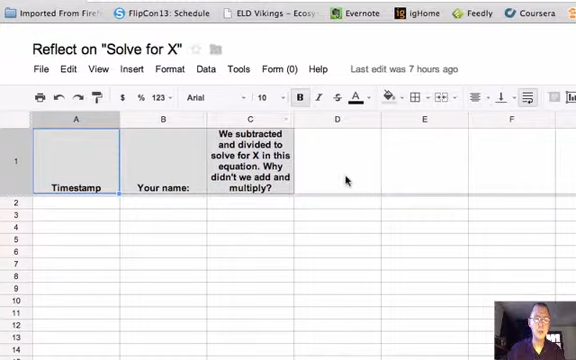 Imported From Firef
FlipCon13: Schedule
ELD Vikings - Ecosy
Evernote
igHome
Feedly
Coursera
Reflect on "Solve for X"
File Edit View Insert Format Data Tools Form (0) Help Last edit was 7 hours ago
$ % 123 Arial 10 B I S A
A B C D E F
1
Timestamp
Your name:
We subtracted
and divided to
solve for X in this
equation. Why
didn't we add and
multiply?
2
3
4
5
6
7
8
9
10
11
12
13
14